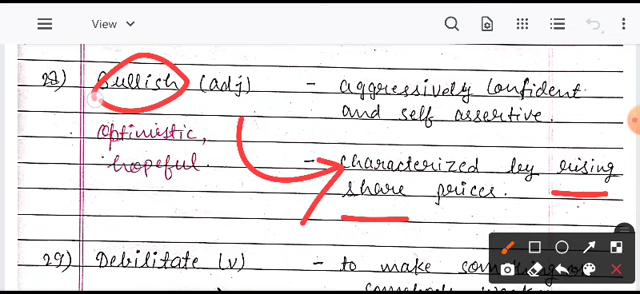 View
28) Bullish (adj) - aggressively confident
and self assertive.
optimistic,
hopeful.
- characterized by rising
share prices.
29) Debilitate (v) - to make